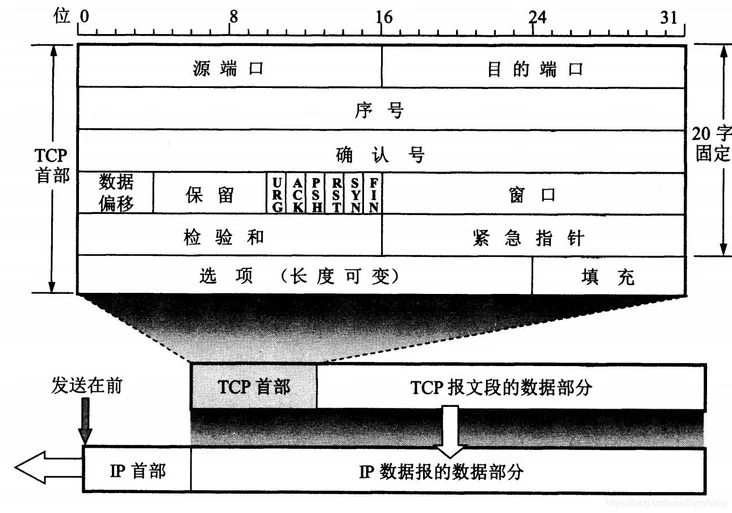 位 0 8 16 24 31
源端口 目的端口
序号
TCP
首部
20字
固定
确认号
数据
偏移
保留
URG
ACK
PSH
RST
SYN
FIN
窗口
检验和 紧急指针
选项（长度可变） 填充
发送在前
TCP 首部 TCP 报文段的数据部分
IP 首部 IP 数据报的数据部分